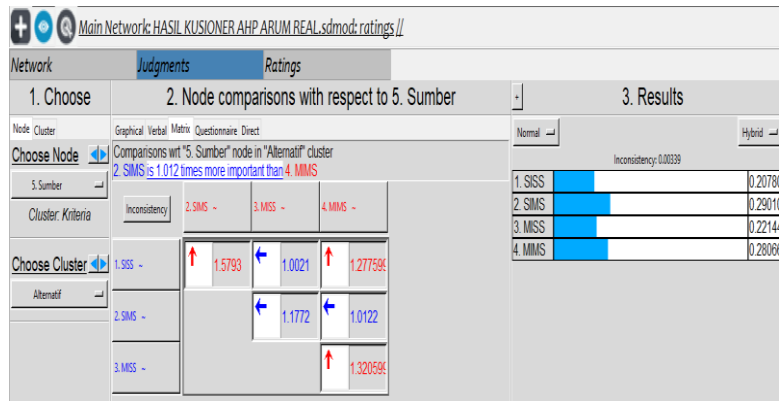 Main Network: HASIL KUSIONER AHP ARUM REAL.sdmod: ratings //
Network Judgments Ratings
1. Choose
Node Cluster
Choose Node
5. Sumber
Cluster: Kriteria
Choose Cluster
Alternatif
2. Node comparisons with respect to 5. Sumber
Graphical Verbal Matrix Questionnaire Direct
Comparisons wrt "5. Sumber" node in "Alternatif" cluster
2. SIMS is 1.012 times more important than 4. MIMS
Inconsistency 2. SIMS ~ 3. MISS ~ 4. MIMS ~
1. SISS ~ 1.5793 1.0021 1.277599
2. SIMS ~ 1.1772 1.0122
3. MISS ~ 1.320599
+ 3. Results
Normal Hybrid
Inconsistency: 0.00339
1. SISS 0.20780
2. SIMS 0.29010
3. MISS 0.22144
4. MIMS 0.28066